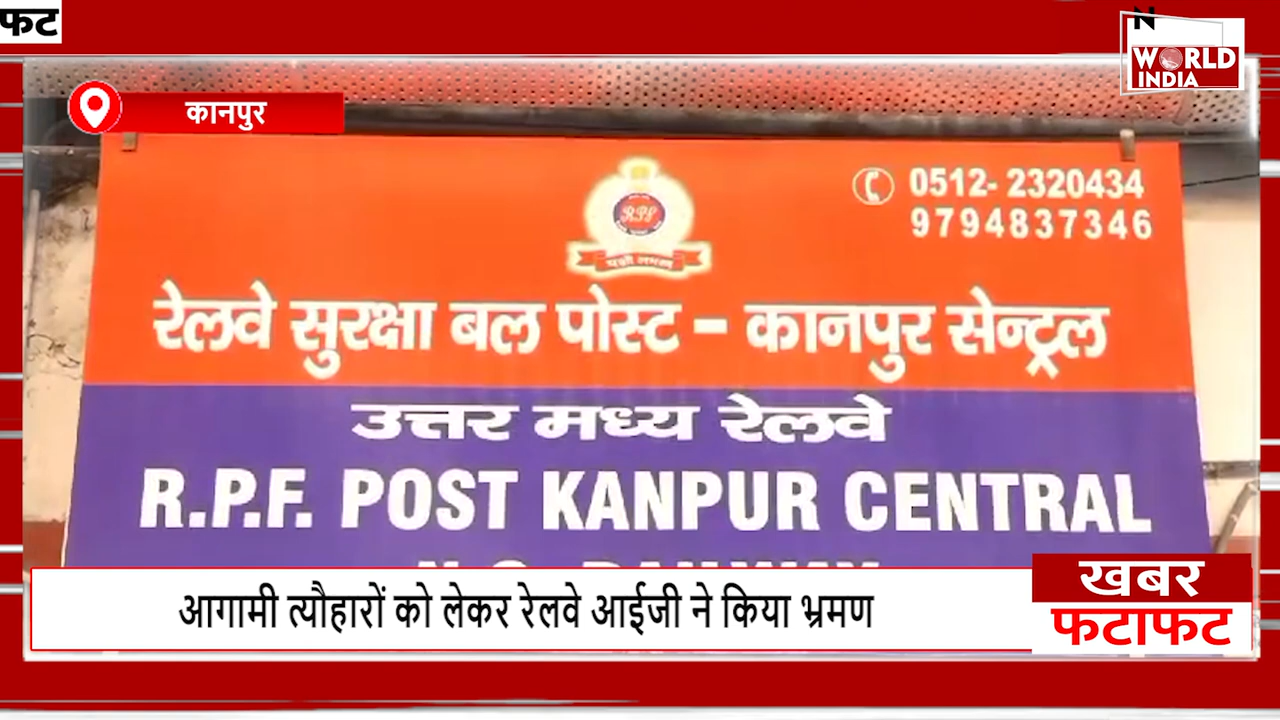 फट
N
WORLD
INDIA
कानपुर
0512- 2320434
9794837346
RPF
रेलवे सुरक्षा बल पोस्ट - कानपुर सेन्ट्रल
उत्तर मध्य रेलवे
R.P.F. POST KANPUR CENTRAL
आगामी त्यौहारों को लेकर रेलवे आईजी ने किया भ्रमण
खबर
फटाफट